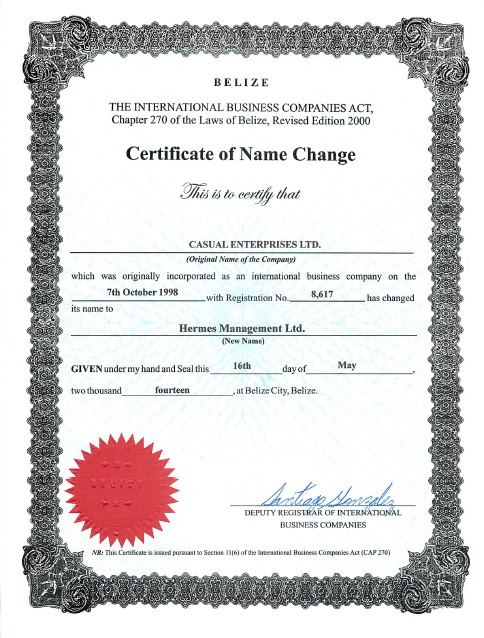 BELIZE
THE INTERNATIONAL BUSINESS COMPANIES ACT,
Chapter 270 of the Laws of Belize, Revised Edition 2000
Certificate of Name Change
This is to certify that
CASUAL ENTERPRISES LTD.
(Original Name of the Company)
which was originally incorporated as an international business company on the
7th October 1998 with Registration No. 8,617 has changed
its name to
Hermes Management Ltd.
(New Name)
GIVEN under my hand and Seal this 16th day of May,
two thousand fourteen, at Belize City, Belize.
BELIZE
Santiago Gonzalez
DEPUTY REGISTRAR OF INTERNATIONAL
BUSINESS COMPANIES
NB: This Certificate is issued pursuant to Section 11(6) of the International Business Companies Act (CAP 270)